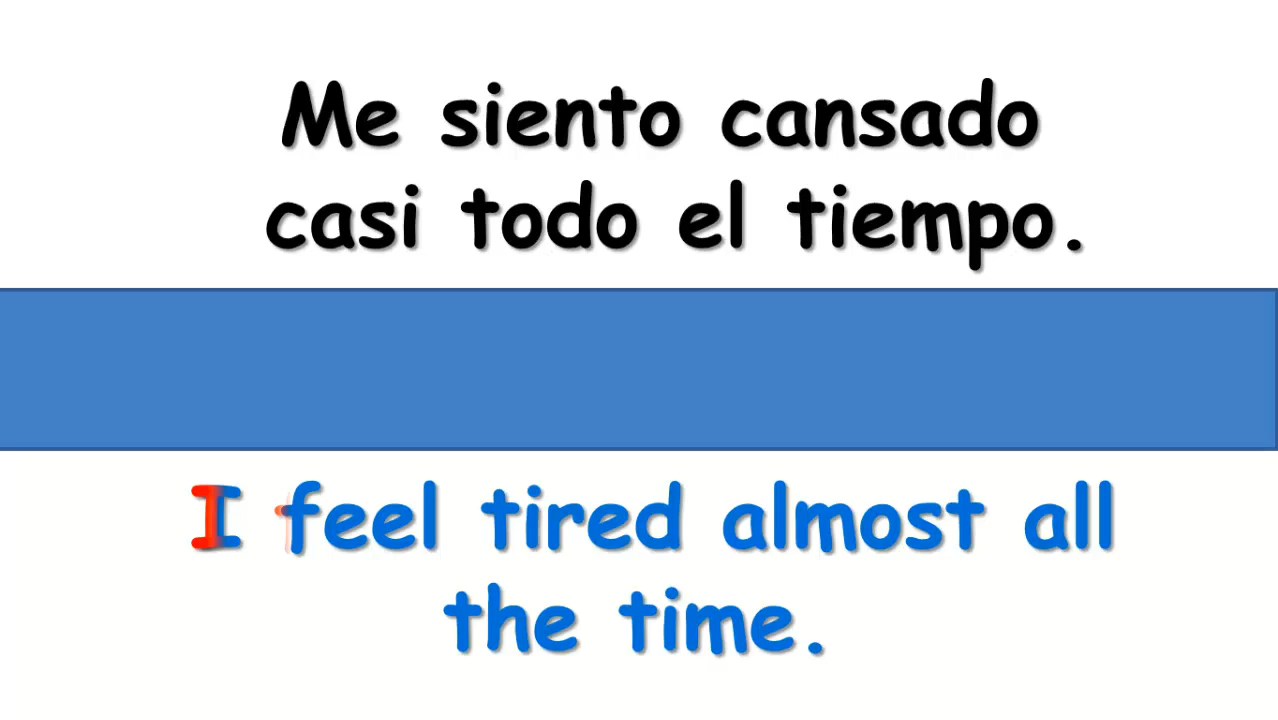 Me siento cansado
casi todo el tiempo.
I feel tired almost all
the time.